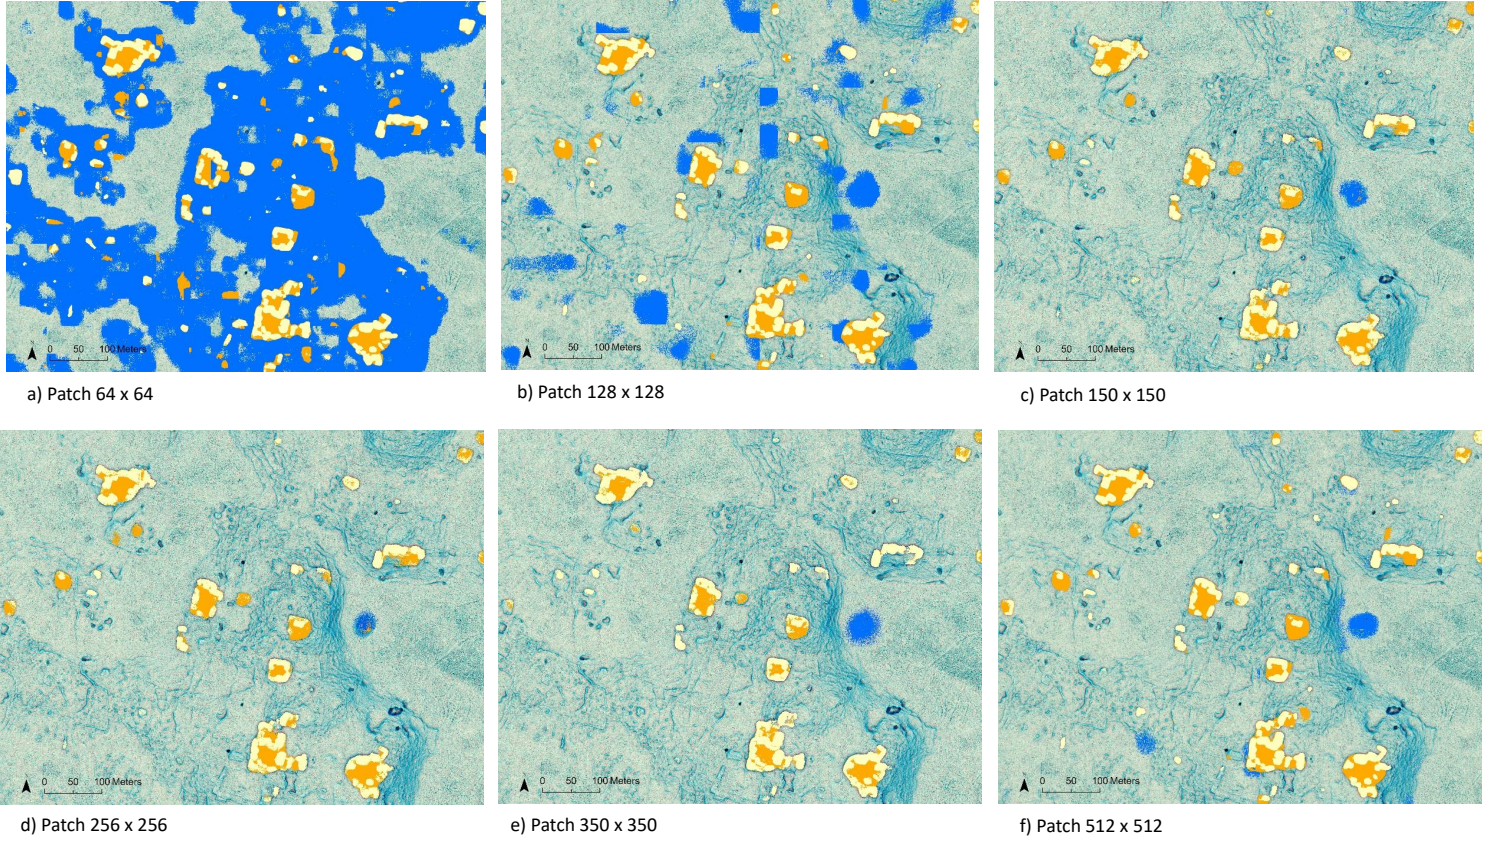 N
0 50 100 Meters
a) Patch 64 x 64
N
0 50 100 Meters
b) Patch 128 x 128
N
0 50 100 Meters
c) Patch 150 x 150
0 50 100 Meters
d) Patch 256 x 256
0 50 100 Meters
e) Patch 350 x 350
0 50 100 Meters
f) Patch 512 x 512